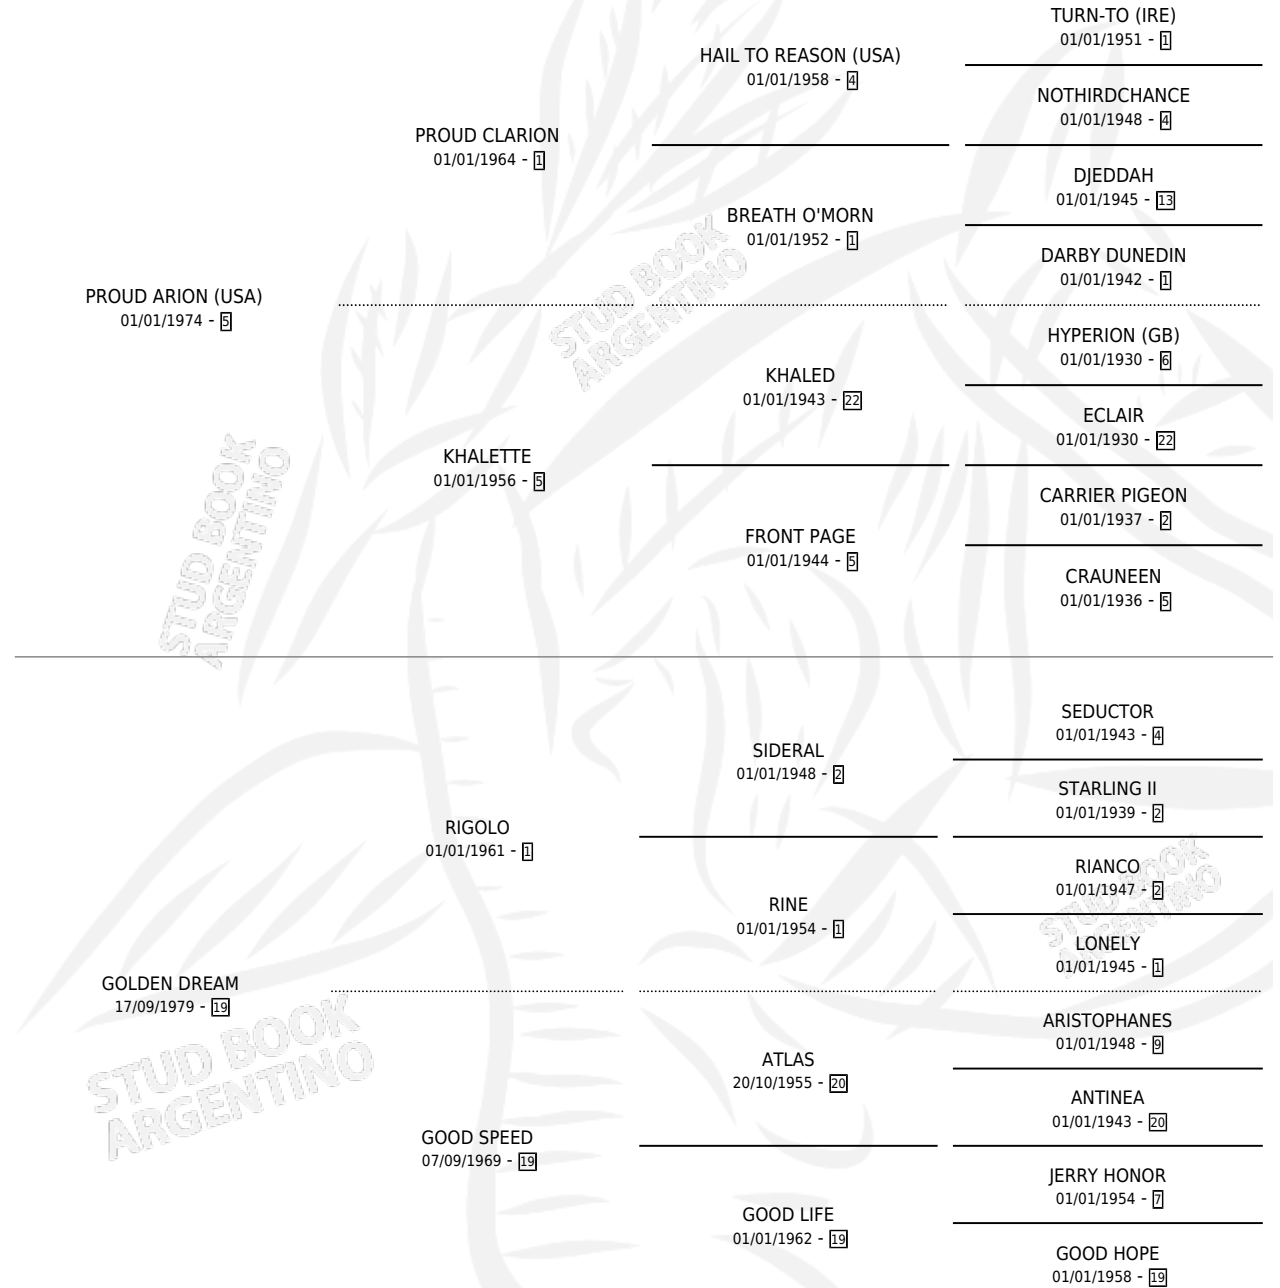 TURN-TO (IRE)
01/01/1951 - 1
HAIL TO REASON (USA)
01/01/1958 - 4
NOTHIRDCHANCE
01/01/1948 - 4
PROUD CLARION
01/01/1964 - 1
DJEDDAH
01/01/1945 - 13
BREATH O'MORN
01/01/1952 - 1
DARBY DUNEDIN
01/01/1942 - 1
PROUD ARION (USA)
01/01/1974 - 5
STUD BOOK
ARGENTINO
HYPERION (GB)
01/01/1930 - 6
KHALED
01/01/1943 - 22
ECLAIR
01/01/1930 - 22
KHALETTE
01/01/1956 - 5
CARRIER PIGEON
01/01/1937 - 2
FRONT PAGE
01/01/1944 - 5
CRAUNEEN
01/01/1936 - 5
STUD BOOK
ARGENTINO
SEDUCTOR
01/01/1943 - 4
SIDERAL
01/01/1948 - 2
STARLING II
01/01/1939 - 2
RIGOLO
01/01/1961 - 1
RIANCO
01/01/1947 - 2
RINE
01/01/1954 - 1
LONELY
01/01/1945 - 1
STUD BOOK
ARGENTINO
GOLDEN DREAM
17/09/1979 - 19
ARISTOPHANES
01/01/1948 - 9
ATLAS
20/10/1955 - 20
ANTINEA
01/01/1943 - 20
STUD BOOK
ARGENTINO
GOOD SPEED
07/09/1969 - 19
JERRY HONOR
01/01/1954 - 7
GOOD LIFE
01/01/1962 - 19
GOOD HOPE
01/01/1958 - 19